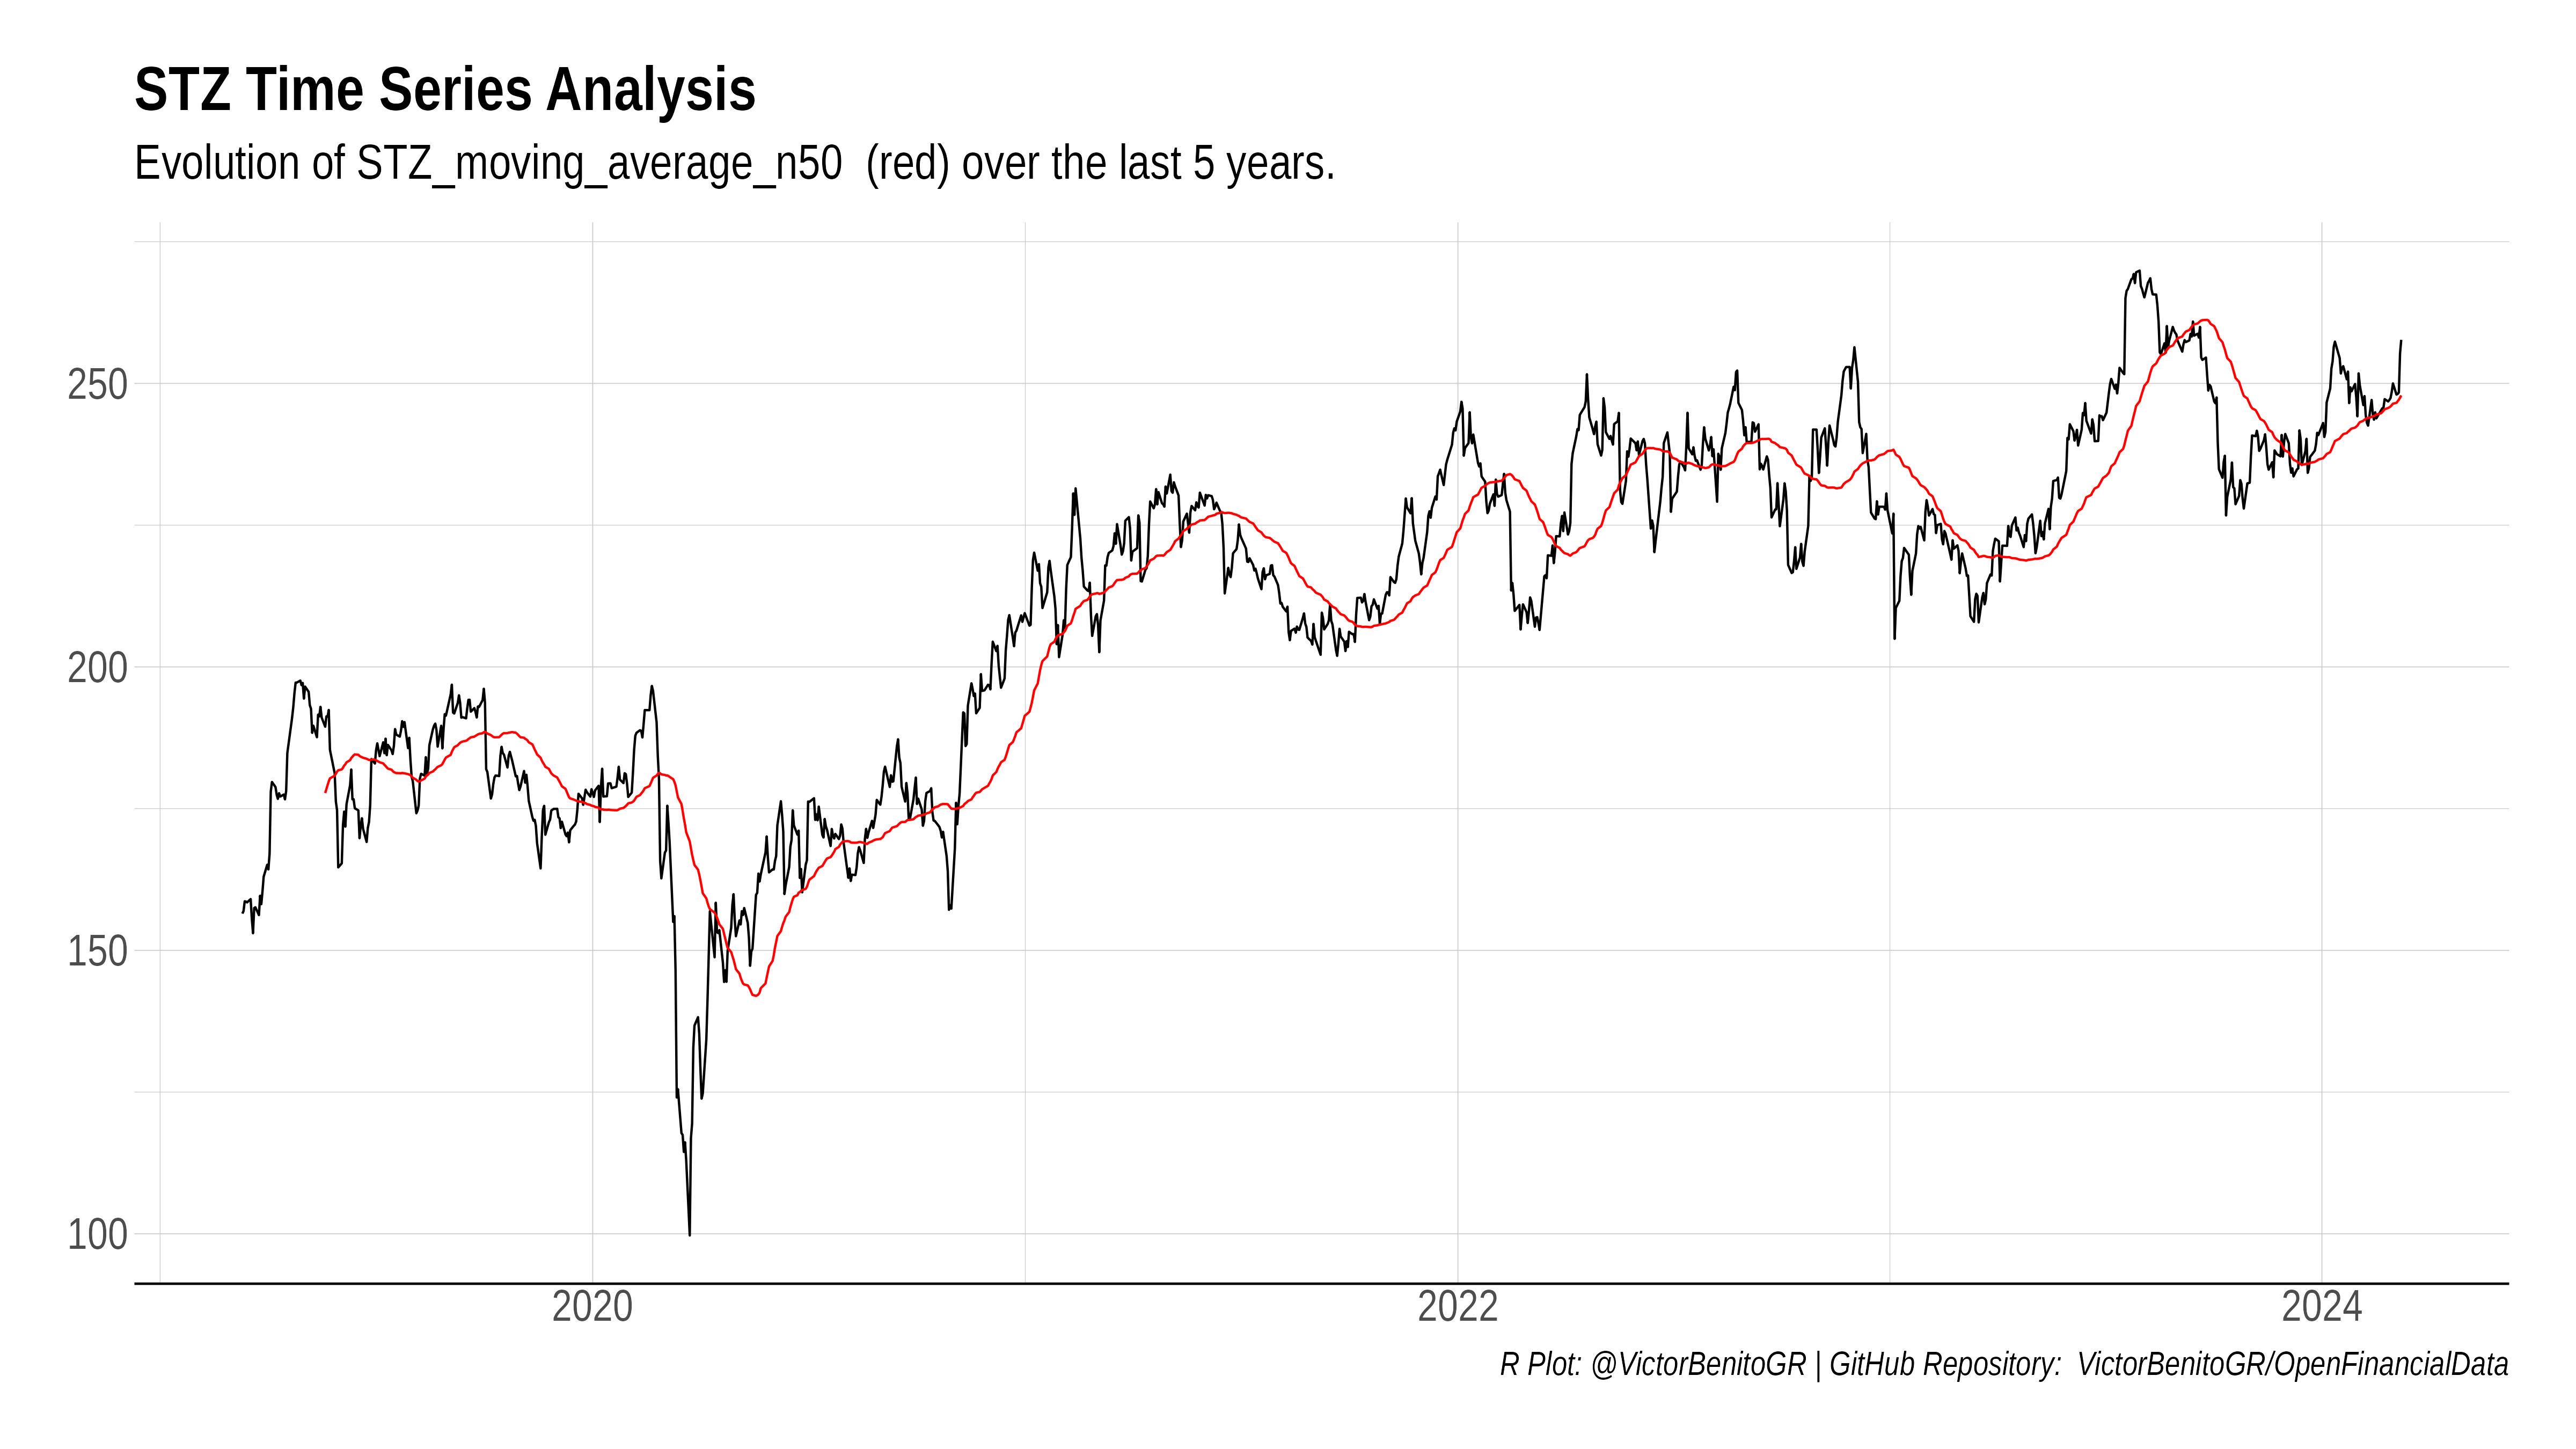 STZ Time Series Analysis
Evolution of STZ_moving_average_n50  (red) over the last 5 years.
250
200
150
100
2020 2022 2024
R Plot: @VictorBenitoGR | GitHub Repository:  VictorBenitoGR/OpenFinancialData